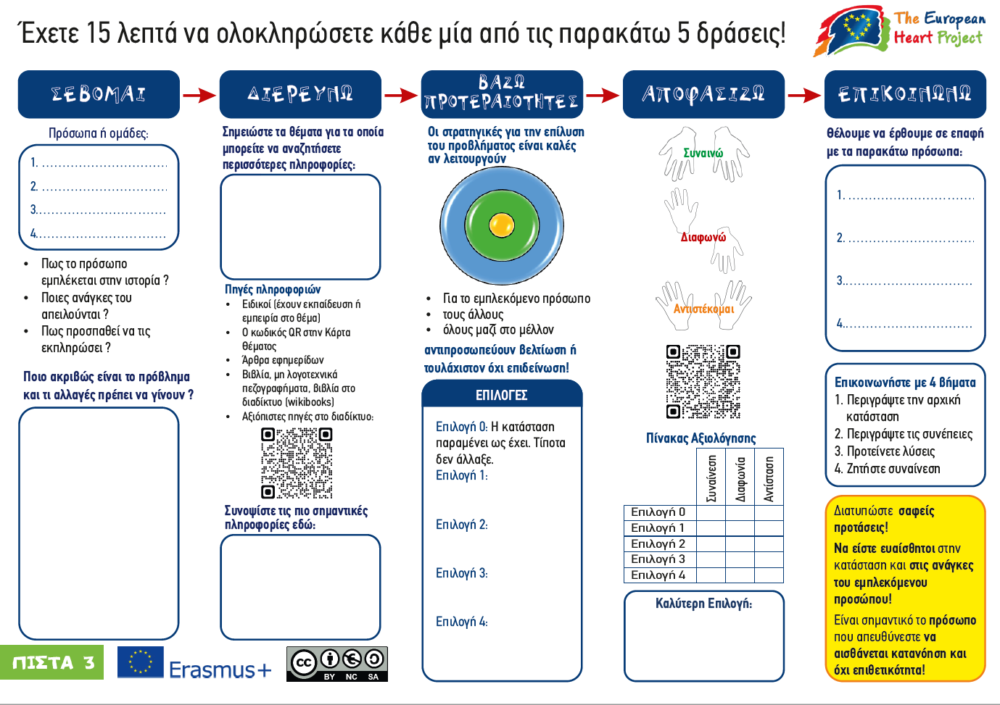 Έχετε 15 λεπτά να ολοκληρώσετε κάθε μία από τις παρακάτω 5 δράσεις!
The European
Heart Project
ΣΕΒΟΜΑΙ
Πρόσωπα ή ομάδες:
1. ..............................
2. ..............................
3...............................
4...............................
• Πως το πρόσωπο
εμπλέκεται στην ιστορία ?
• Ποιες ανάγκες του
απειλούνται ?
• Πως προσπαθεί να τις
εκπληρώσει ?
Ποιο ακριβώς είναι το πρόβλημα
και τι αλλαγές πρέπει να γίνουν ?
ΔΙΕΡΕΥΝΩ
Σημειώστε τα θέματα για τα οποία
μπορείτε να αναζητήσετε
περισσότερες πληροφορίες:
Πηγές πληροφοριών
• Ειδικοί (έχουν εκπαίδευση ή
εμπειρία στο θέμα)
• Ο κωδικός QR στην Κάρτα
θέματος
• Άρθρα εφημερίδων
• Βιβλία, μη λογοτεχνικά
πεζογραφήματα, βιβλία στο
διαδίκτυο (wikibooks)
• Αξιόπιστες πηγές στο διαδίκτυο:
Συνοψίστε τις πιο σημαντικές
πληροφορίες εδώ:
ΒΑΖΩ
ΠΡΟΤΕΡΑΙΟΤΗΤΕΣ
Οι στρατηγικές για την επίλυση
του προβλήματος είναι καλές
αν λειτουργούν
• Για το εμπλεκόμενο πρόσωπο
• τους άλλους
• όλους μαζί στο μέλλον
αντιπροσωπεύουν βελτίωση ή
τουλάχιστον όχι επιδείνωση!
ΕΠΙΛΟΓΕΣ
Επιλογή 0: Η κατάσταση
παραμένει ως έχει. Τίποτα
δεν άλλαξε.
Επιλογή 1:
Επιλογή 2:
Επιλογή 3:
Επιλογή 4:
ΑΠΟΦΑΣΙΖΩ
Συναινώ
Διαφωνώ
Αντιστέκομαι
Πίνακας Αξιολόγησης
Συναίνεση
Διαφωνία
Αντίσταση
Επιλογή 0
Επιλογή 1
Επιλογή 2
Επιλογή 3
Επιλογή 4
Καλύτερη Επιλογή:
ΕΠΙΚΟΙΝΩΝΩ
Θέλουμε να έρθουμε σε επαφή
με τα παρακάτω πρόσωπα:
1. ..............................
2. ..............................
3...............................
4...............................
Επικοινωνήστε με 4 βήματα
1. Περιγράψτε την αρχική
κατάσταση
2. Περιγράψτε τις συνέπειες
3. Προτείνετε λύσεις
4. Ζητήστε συναίνεση
Διατυπώστε σαφείς
προτάσεις!
Να είστε ευαίσθητοι στην
κατάσταση και στις ανάγκες
του εμπλεκόμενου
προσώπου!
Είναι σημαντικό το πρόσωπο
που απευθύνεστε να
αισθάνεται κατανόηση και
όχι επιθετικότητα!
ΠΙΣΤΑ 3
Erasmus+
cc
BY NC SA